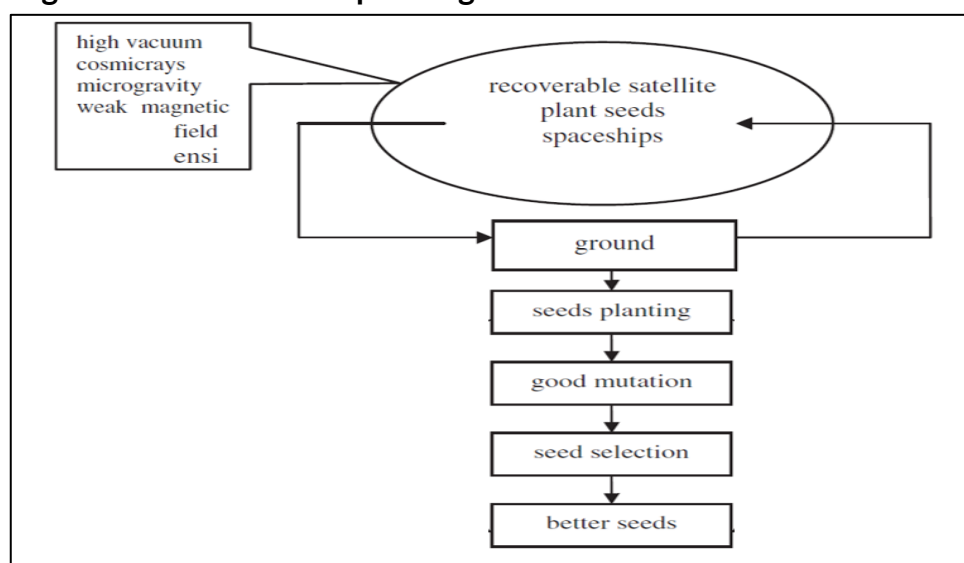 high vacuum
cosmicrays
microgravity
weak magnetic
field
ensi
recoverable satellite
plant seeds
spaceships
ground
seeds planting
good mutation
seed selection
better seeds